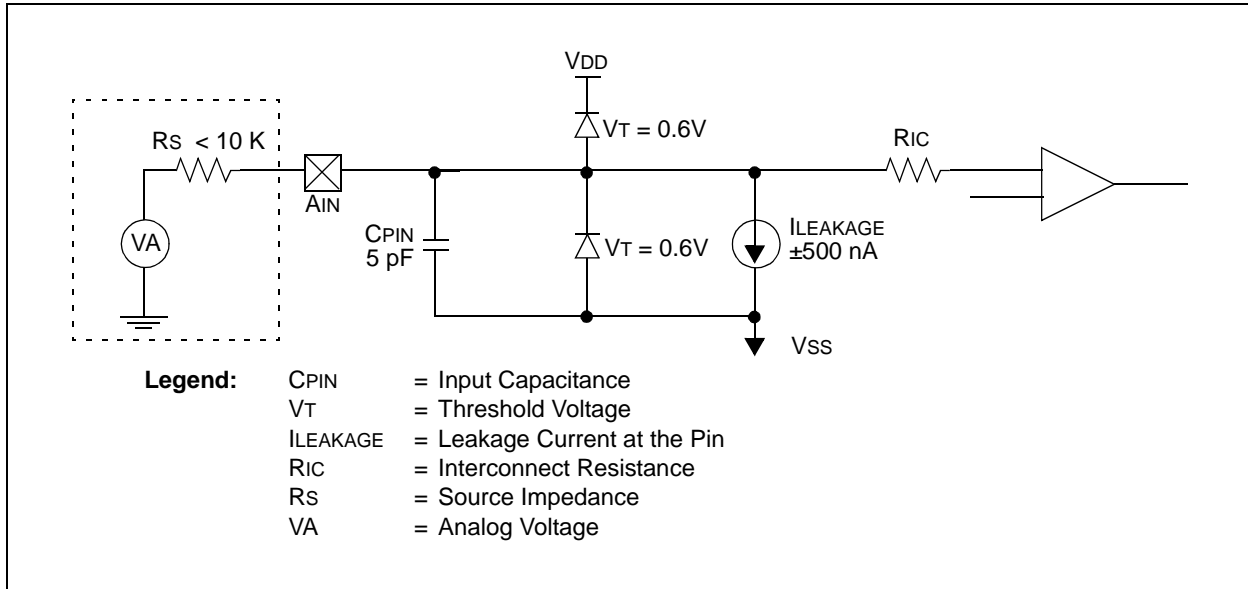 VDD
VT = 0.6V
RS < 10 K
RIC
AIN
VA
CPIN
5 pF
VT = 0.6V
ILEAKAGE
±500 nA
VSS
Legend: CPIN = Input Capacitance
VT = Threshold Voltage
ILEAKAGE = Leakage Current at the Pin
RIC = Interconnect Resistance
RS = Source Impedance
VA = Analog Voltage